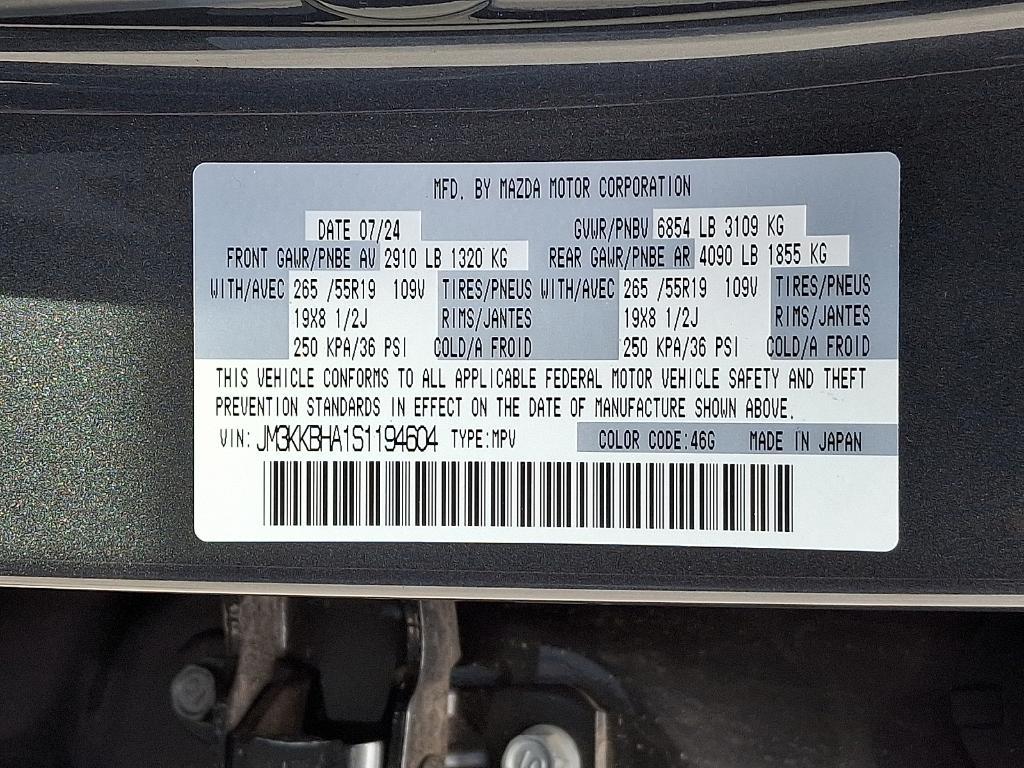 MFD. BY MAZDA MOTOR CORPORATION
DATE 07/24 GVWR/PNBV 6854 LB 3109 KG
FRONT GAWR/PNBE AV 2910 LB 1320 KG REAR GAWR/PNBE AR 4090 LB 1855 KG
WITH/AVEC 265 /55R19 109V TIRES/PNEUS WITH/AVEC 265 /55R19 109V TIRES/PNEUS
19X8 1/2J RIMS/JANTES 19X8 1/2J RIMS/JANTES
250 KPA/36 PSI COLD/A FROID 250 KPA/36 PSI COLD/A FROID
THIS VEHICLE CONFORMS TO ALL APPLICABLE FEDERAL MOTOR VEHICLE SAFETY AND THEFT
PREVENTION STANDARDS IN EFFECT ON THE DATE OF MANUFACTURE SHOWN ABOVE.
VIN: JM3KKBHA1S1194604 TYPE:MPV COLOR CODE:46G MADE IN JAPAN